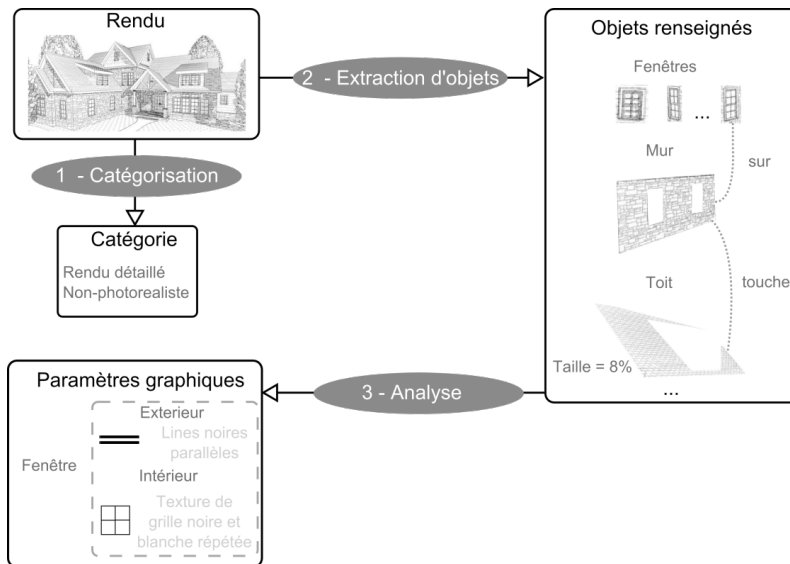 Rendu
2 - Extraction d'objets
1 - Catégorisation
Catégorie
Rendu détaillé
Non-photorealiste
Objets renseignés
Fenêtres
...
Mur
sur
Toit
touche
Taille = 8%
...
3 - Analyse
Paramètres graphiques
Exterieur
Lines noires
parallèles
Fenêtre
Intérieur
Texture de
grille noire et
blanche répétée